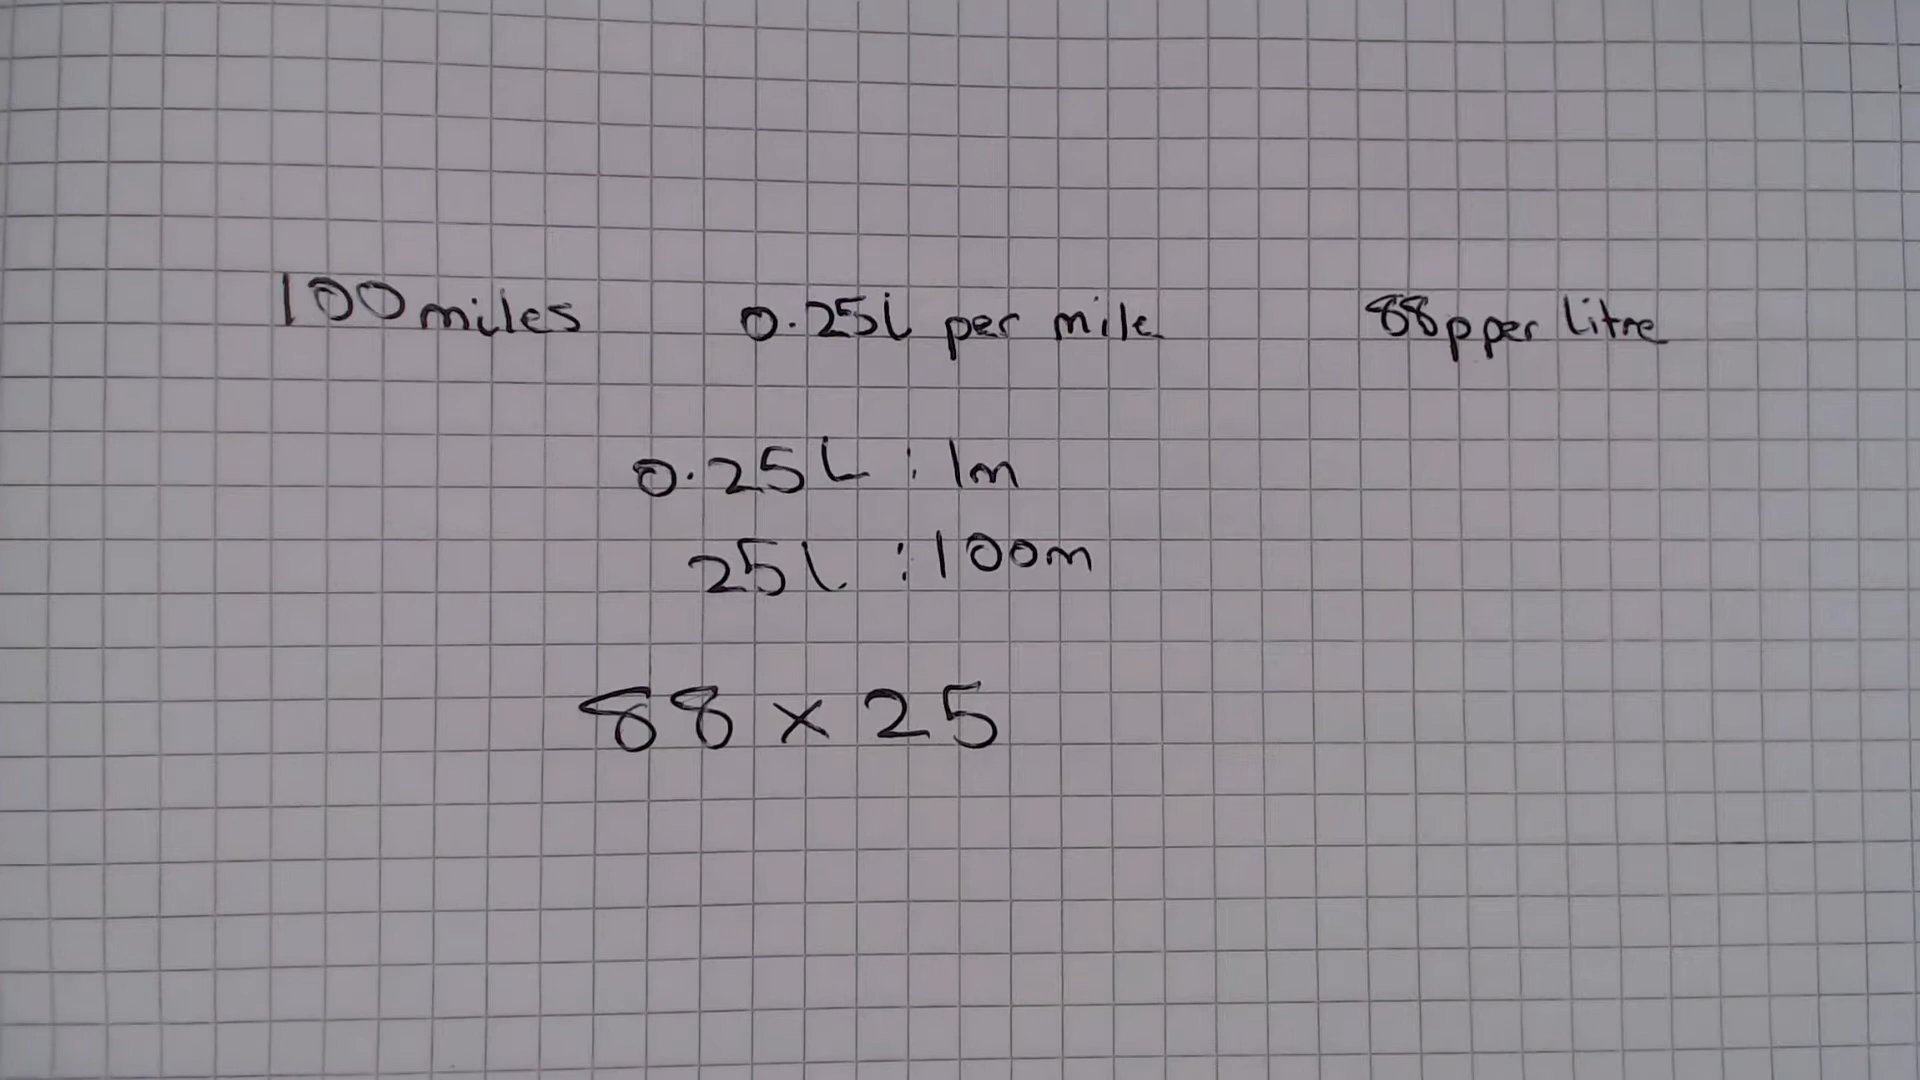 100 miles 0.25L per mile 88p per litre
0.25L : 1m
25L : 100m
88 × 25